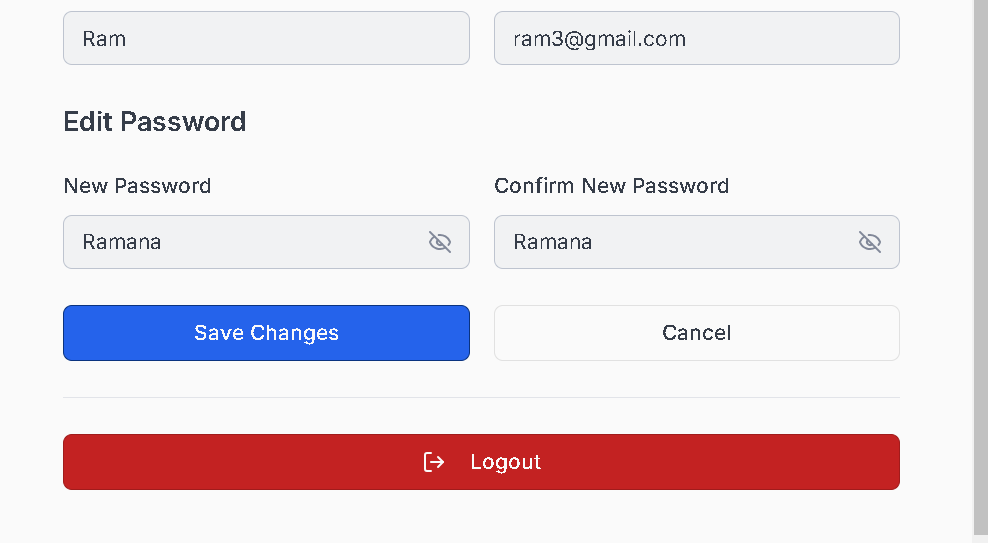 Ram
ram3@gmail.com
Edit Password
New Password
Confirm New Password
Ramana
Ramana
Save Changes
Cancel
Logout